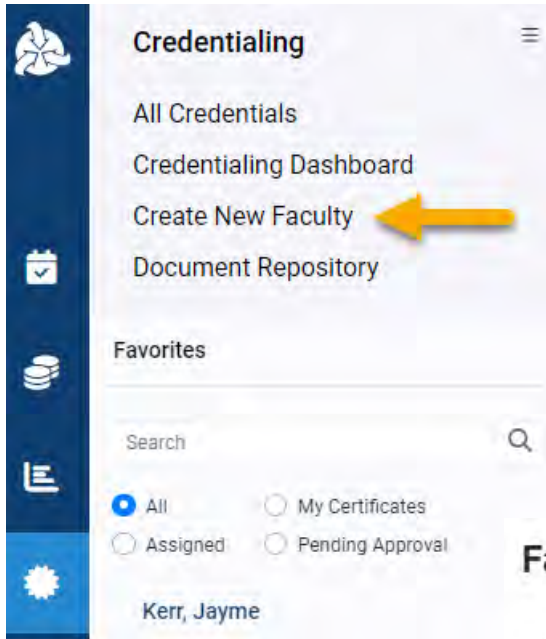 Credentialing
All Credentials
Credentialing Dashboard
Create New Faculty
Document Repository
Favorites
Search
All My Certificates
Assigned Pending Approval
Fa
Kerr, Jayme